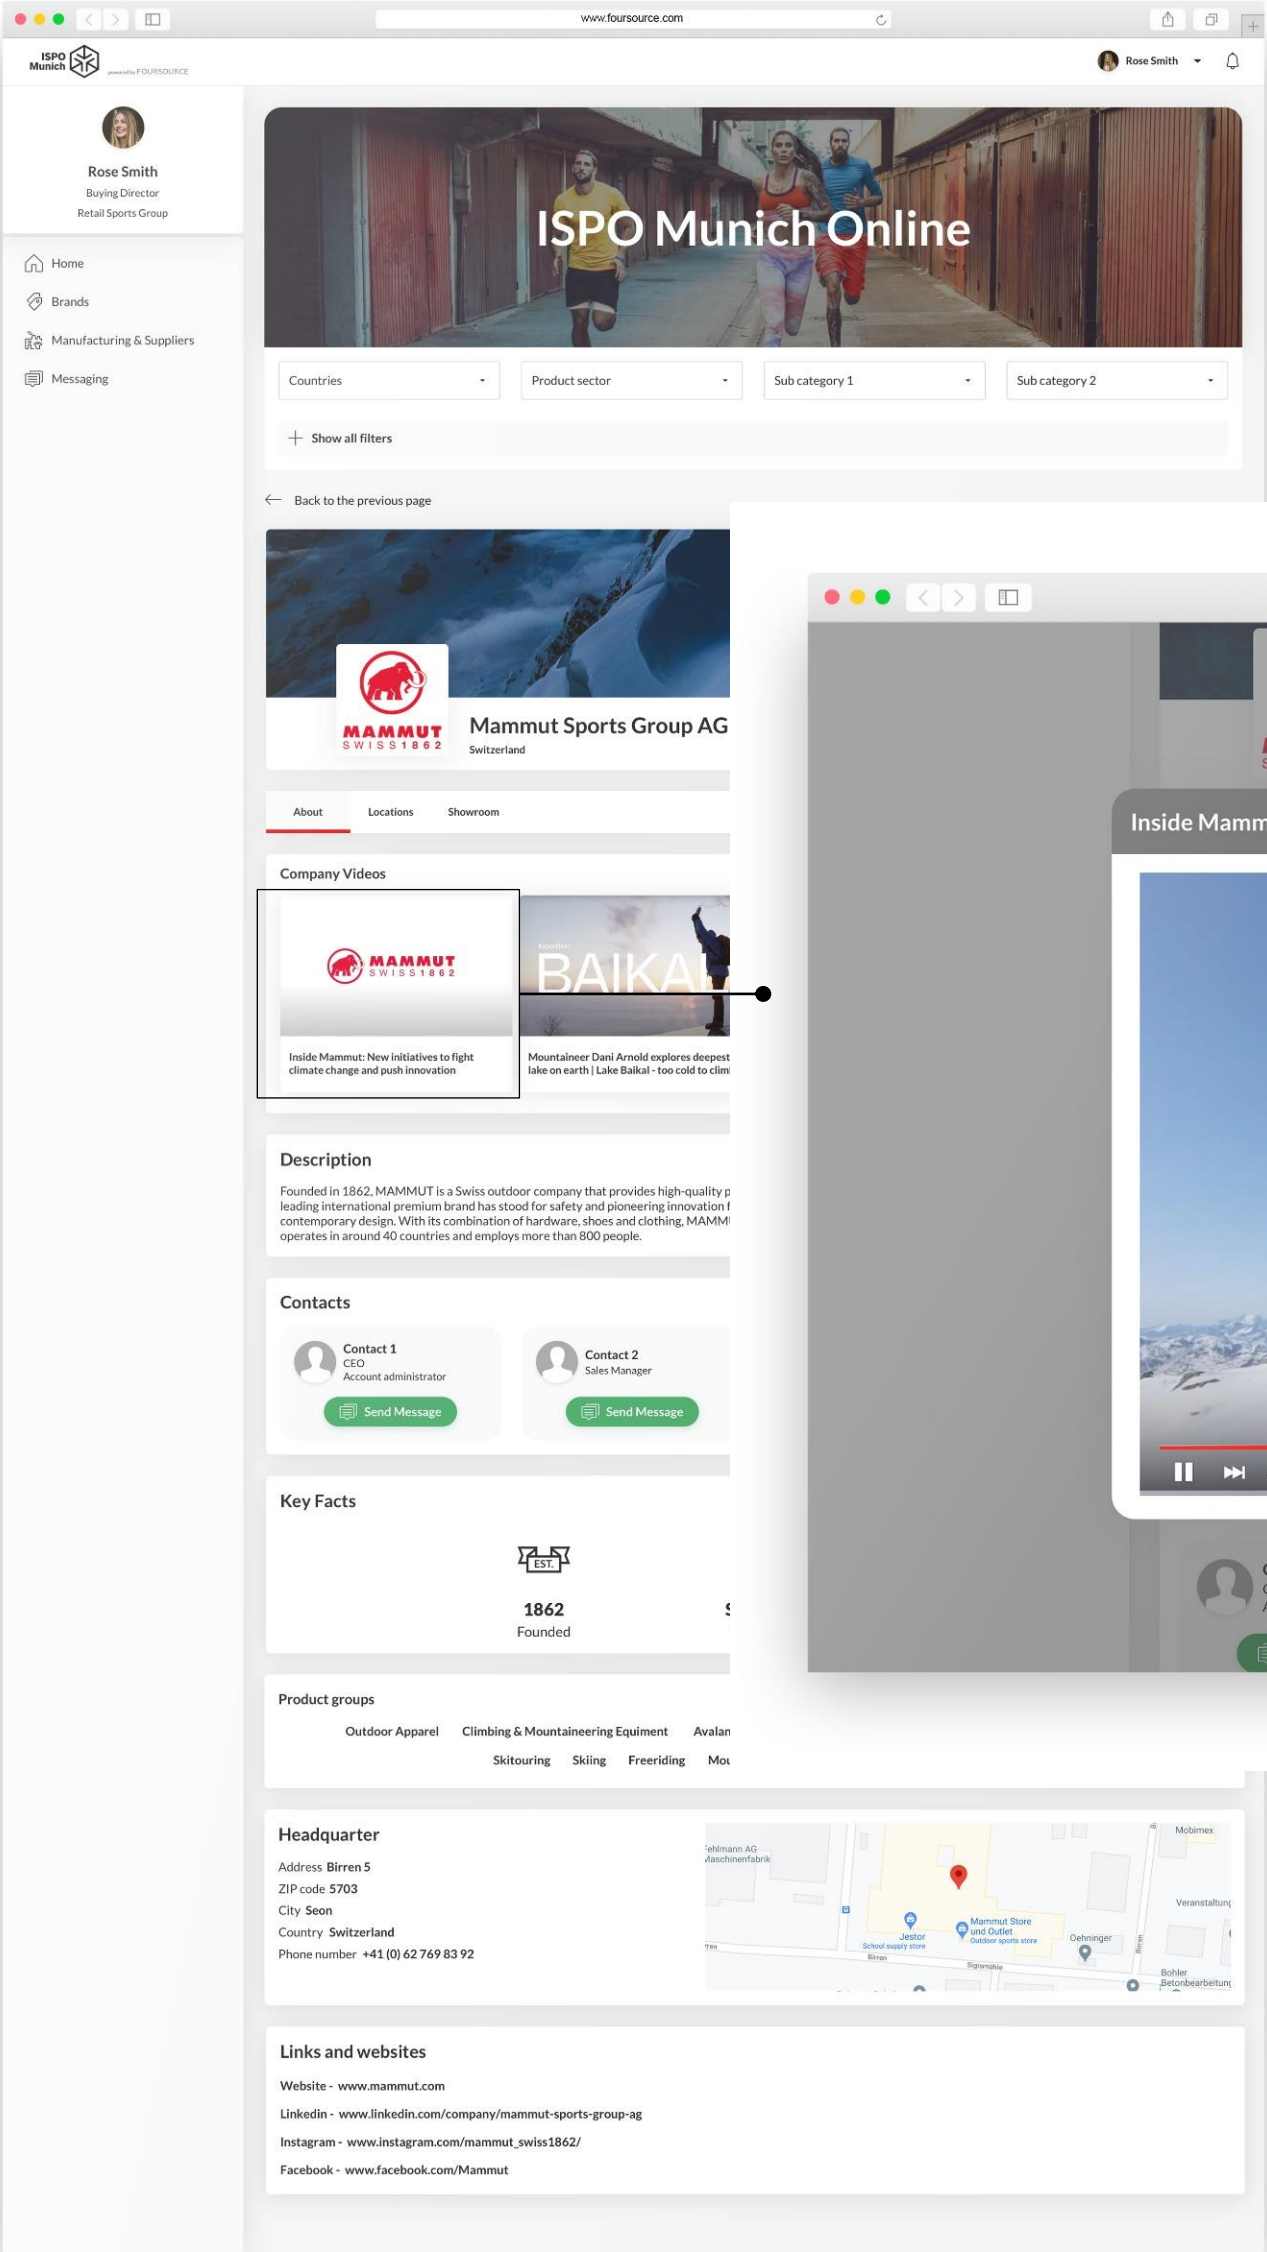 www.foursource.com
ISPO
Munich
powered by FOURSOURCE
Rose Smith
Rose Smith
Buying Director
Retail Sports Group
Home
Brands
Manufacturing & Suppliers
Messaging
ISPO Munich Online
Countries
Product sector
Sub category 1
Sub category 2
Show all filters
Back to the previous page
MAMMUT
SWISS1862
Mammut Sports Group AG
Switzerland
About
Locations
Showroom
Company Videos
MAMMUT
SWISS1862
Expedition
BAIKAL
Inside Mammut: New initiatives to fight
climate change and push innovation
Mountaineer Dani Arnold explores deepest
lake on earth | Lake Baikal - too cold to clim
Inside Mamm
Description
Founded in 1862, MAMMUT is a Swiss outdoor company that provides high-quality p
leading international premium brand has stood for safety and pioneering innovation f
contemporary design. With its combination of hardware, shoes and clothing, MAMM
operates in around 40 countries and employs more than 800 people.
Contacts
Contact 1
CEO
Account administrator
Send Message
Contact 2
Sales Manager
Send Message
Key Facts
EST.
1862
Founded
Product groups
Outdoor Apparel Climbing & Mountaineering Equiment Avalan
Skitouring Skiing Freeriding Mou
Headquarter
Address Birren 5
ZIP code 5703
City Seon
Country Switzerland
Phone number +41 (0) 62 769 83 92
Mobimex
Fehlmann AG
Maschinenfabrik
Veranstaltung
Jestor
School supply store
Mammut Store
und Outlet
Outdoor sports store
Oehninger
Birren
Birren
Sigismühle
Bohler
Betonbearbeitung
Links and websites
Website - www.mammut.com
Linkedin - www.linkedin.com/company/mammut-sports-group-ag
Instagram - www.instagram.com/mammut_swiss1862/
Facebook - www.facebook.com/Mammut